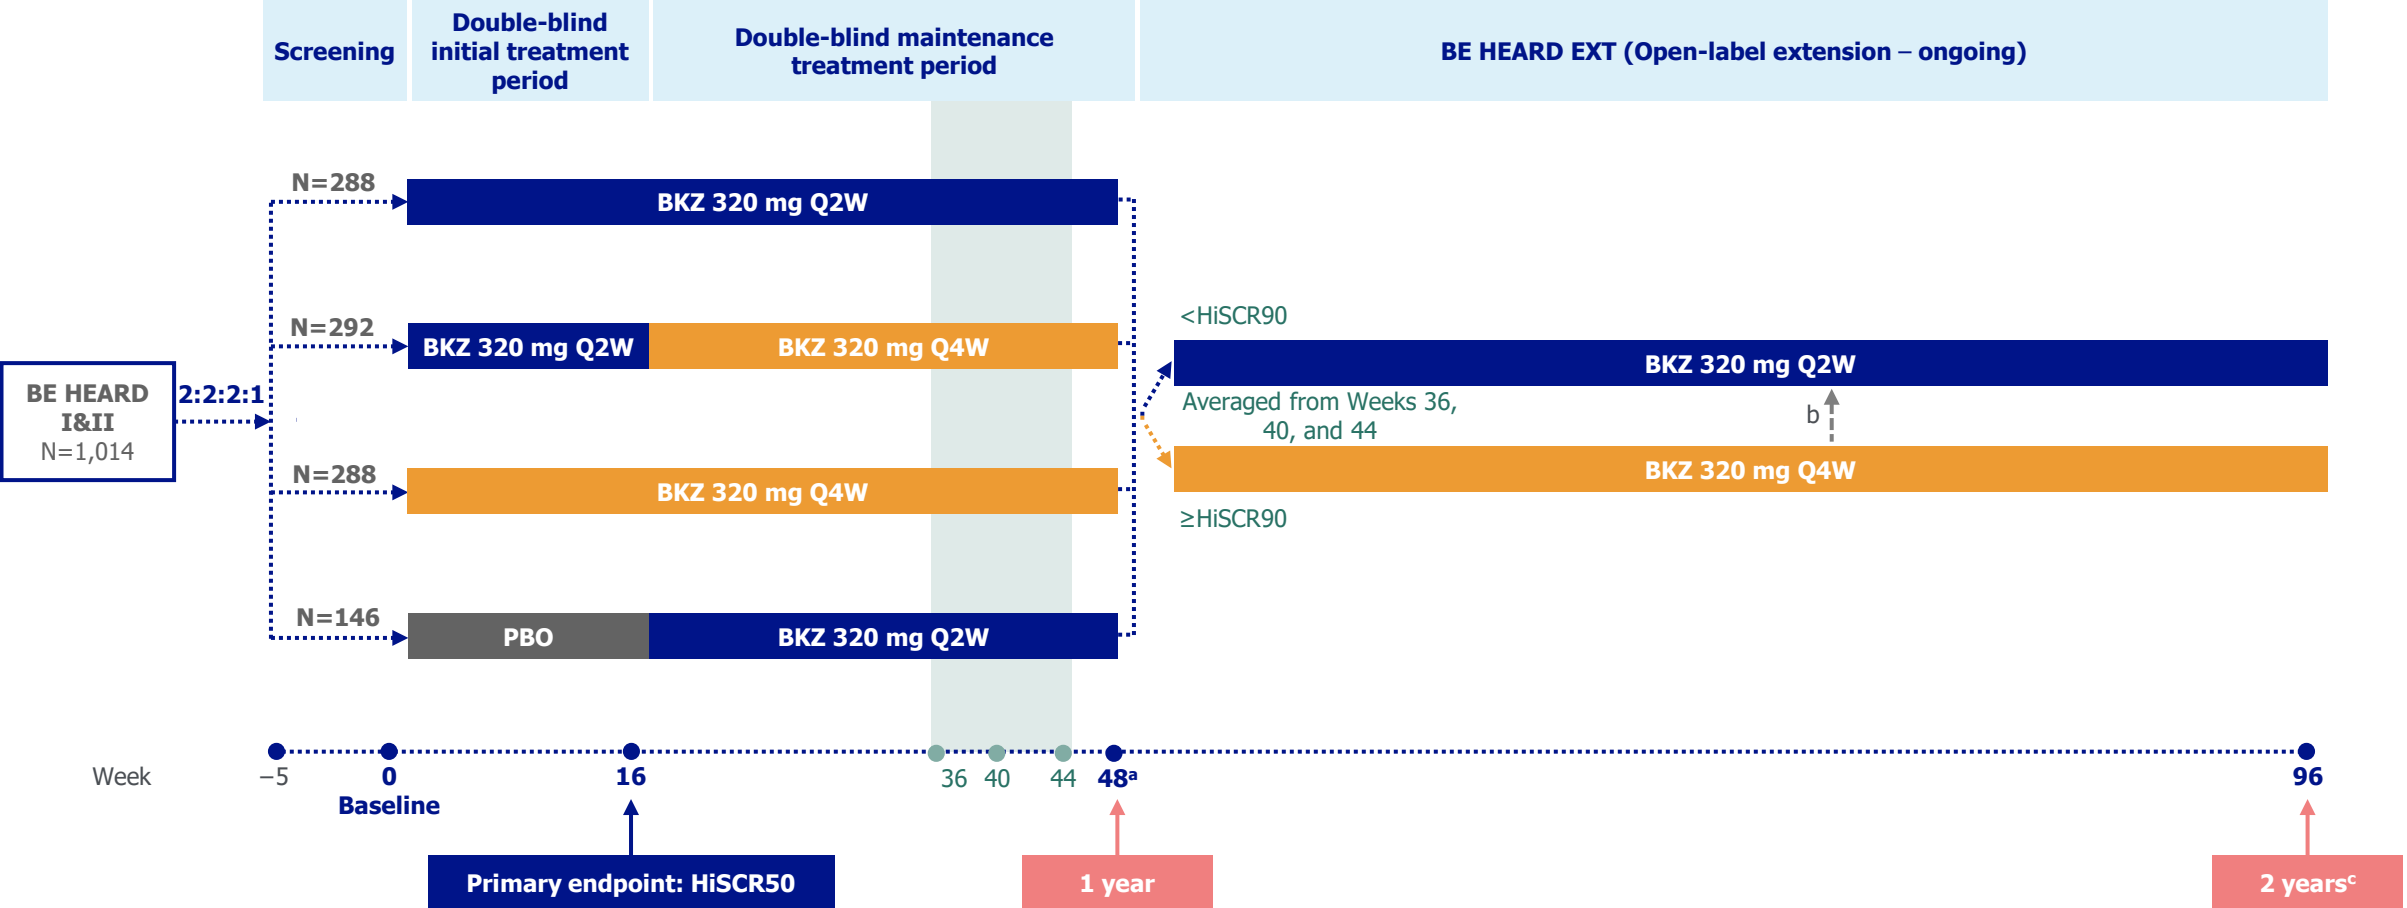 Screening
Double-blind
initial treatment
period
Double-blind maintenance
treatment period
BE HEARD EXT (Open-label extension – ongoing)
N=288
BKZ 320 mg Q2W
N=292
BKZ 320 mg Q2W
BKZ 320 mg Q4W
BE HEARD
I&II
N=1,014
2:2:2:1
N=288
BKZ 320 mg Q4W
N=146
PBO
BKZ 320 mg Q2W
<HiSCR90
BKZ 320 mg Q2W
Averaged from Weeks 36,
40, and 44
b
BKZ 320 mg Q4W
≥HiSCR90
Week
−5
0
Baseline
16
36
40
44
48ᵃ
96
Primary endpoint: HiSCR50
1 year
2 yearsᶜ